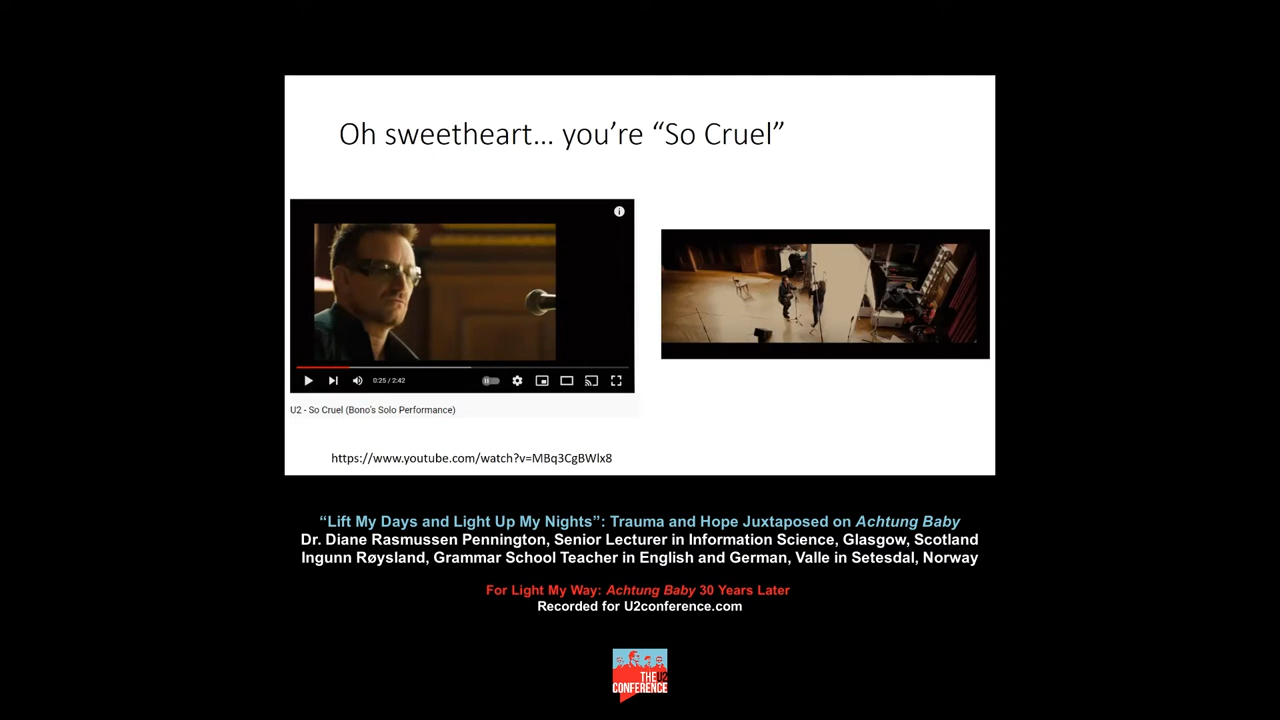 Oh sweetheart… you’re “So Cruel”
0:25 / 2:42
U2 - So Cruel (Bono's Solo Performance)
https://www.youtube.com/watch?v=MBq3CgBWlx8
“Lift My Days and Light Up My Nights”: Trauma and Hope Juxtaposed on Achtung Baby
Dr. Diane Rasmussen Pennington, Senior Lecturer in Information Science, Glasgow, Scotland
Ingunn Røysland, Grammar School Teacher in English and German, Valle in Setesdal, Norway
For Light My Way: Achtung Baby 30 Years Later
Recorded for U2conference.com
THE U2
CONFERENCE